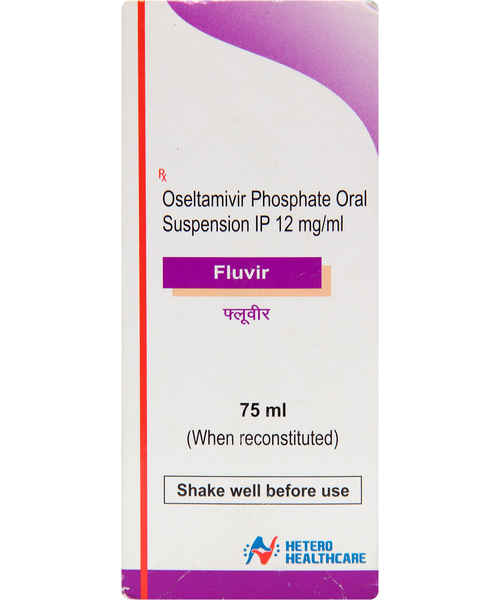 Rx
Oseltamivir Phosphate Oral
Suspension IP 12 mg/ml
Fluvir
फ्लूवीर
75 ml
(When reconstituted)
Shake well before use
HETERO
HEALTHCARE